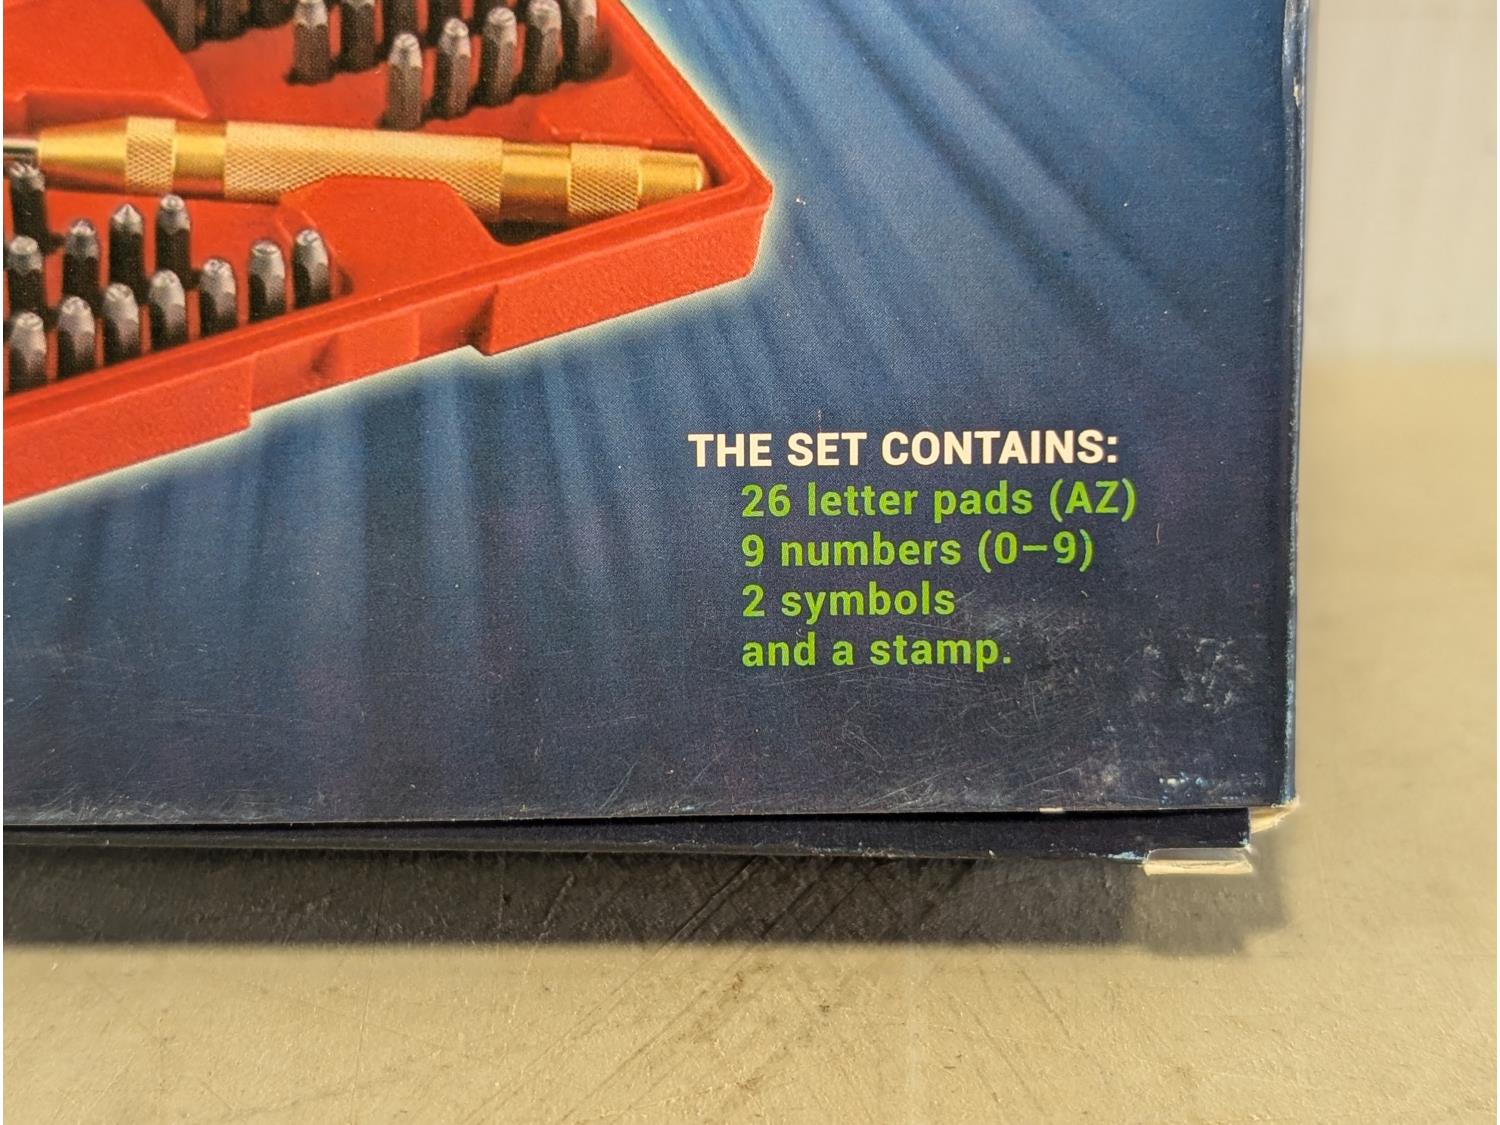 THE SET CONTAINS:
26 letter pads (AZ)
9 numbers (0–9)
2 symbols
and a stamp.